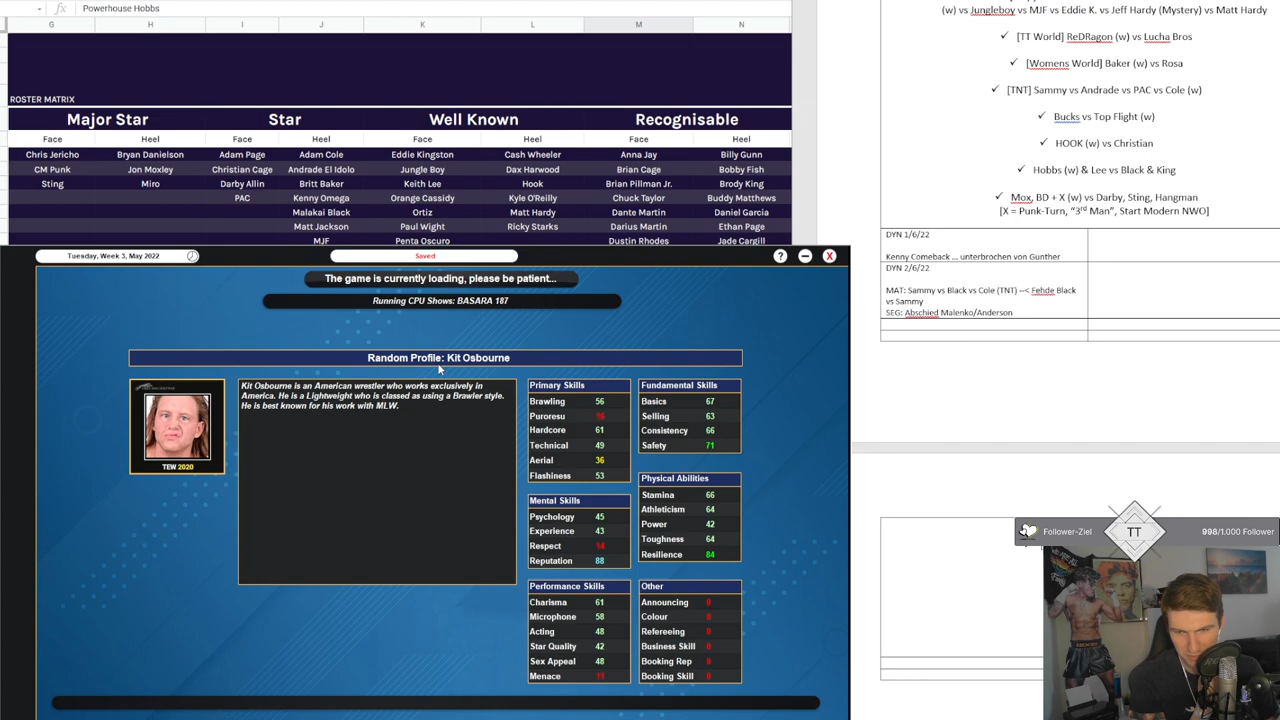 Powerhouse Hobbs
G H I J K L M N
ROSTER MATRIX
Major Star Star Well Known Recognisable
Face Heel Face Heel Face Heel Face Heel
Chris Jericho Bryan Danielson Adam Page Adam Cole Eddie Kingston Cash Wheeler Anna Jay Billy Gunn
CM Punk Jon Moxley Christian Cage Andrade El Idolo Jungle Boy Dax Harwood Brian Cage Bobby Fish
Sting Miro Darby Allin Britt Baker Keith Lee Hook Brian Pillman Jr. Brody King
PAC Kenny Omega Orange Cassidy Kyle O'Reilly Chuck Taylor Buddy Matthews
Malakai Black Ortiz Matt Hardy Dante Martin Daniel Garcia
Matt Jackson Paul Wight Ricky Starks Darius Martin Ethan Page
MJF Penta Oscuro Dustin Rhodes Jade Cargill
(w) vs Jungleboy vs MJF vs Eddie K. vs Jeff Hardy (Mystery) vs Matt Hardy
✓ [TT World] ReDRagon (w) vs Lucha Bros
✓ [Womens World] Baker (w) vs Rosa
✓ [TNT] Sammy vs Andrade vs PAC vs Cole (w)
✓ Bucks vs Top Flight (w)
✓ HOOK (w) vs Christian
✓ Hobbs (w) & Lee vs Black & King
✓ Mox, BD + X (w) vs Darby, Sting, Hangman
[X = Punk-Turn, “3rd Man”, Start Modern NWO]
DYN 1/6/22
Kenny Comeback ... unterbrochen von Gunther
DYN 2/6/22
MAT: Sammy vs Black vs Cole (TNT) --< Fehde Black
vs Sammy
SEG: Abschied Malenko/Anderson
Tuesday, Week 3, May 2022
Saved
? X
The game is currently loading, please be patient...
Running CPU Shows: BASARA 187
Random Profile: Kit Osbourne
TEW 2020
Kit Osbourne is an American wrestler who works exclusively in
America. He is a Lightweight who is classed as using a Brawler style.
He is best known for his work with MLW.
Primary Skills
Brawling 56
Puroresu
Hardcore 61
Technical 49
Aerial 36
Flashiness 53
Mental Skills
Psychology 45
Experience 43
Respect
Reputation 88
Performance Skills
Charisma 61
Microphone 58
Acting 48
Star Quality 42
Sex Appeal 48
Menace
Fundamental Skills
Basics 67
Selling 63
Consistency 66
Safety 71
Physical Abilities
Stamina 66
Athleticism 64
Power 42
Toughness 64
Resilience 84
Other
Announcing 0
Colour 0
Refereeing 0
Business Skill 0
Booking Rep 0
Booking Skill 0
Follower-Ziel TT 998/1.000 Follower